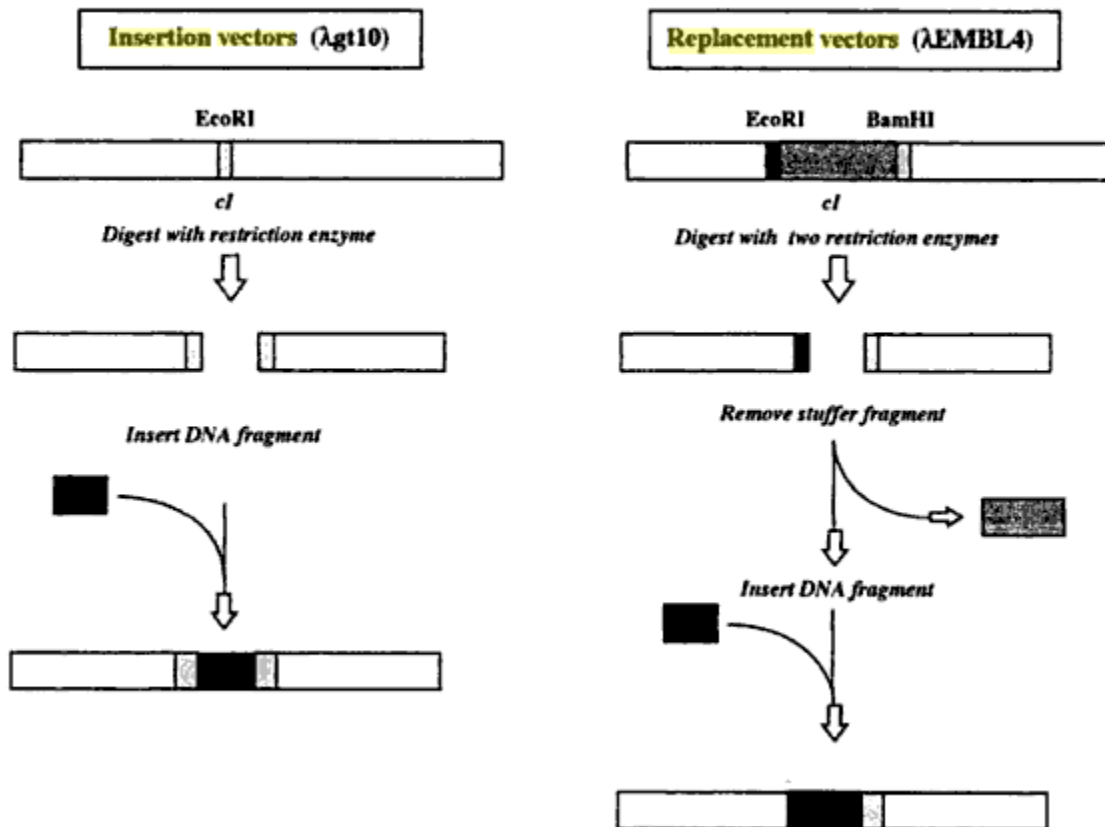 Insertion vectors (λgt10)
EcoRI
cI
Digest with restriction enzyme
Insert DNA fragment
Replacement vectors (λEMBL4)
EcoRI BamHI
cI
Digest with two restriction enzymes
Remove stuffer fragment
Insert DNA fragment